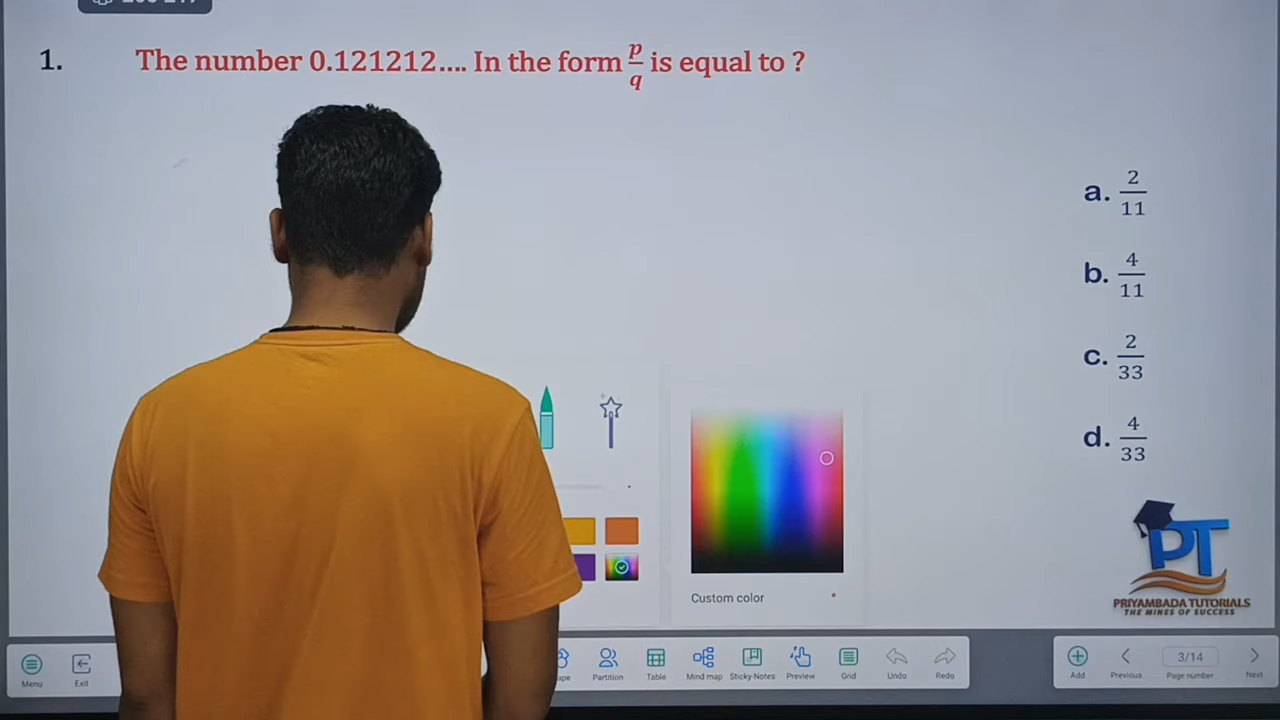 1. The number 0.121212.... In the form p/q is equal to ?
a. 2/11
b. 4/11
c. 2/33
d. 4/33
Custom color
PT
PRIYAMBADA TUTORIALS
THE MINES OF SUCCESS
Menu Exit Partition Table Mind map Sticky-Notes Preview Grid Undo Redo Add Previous Page number Next
3/14